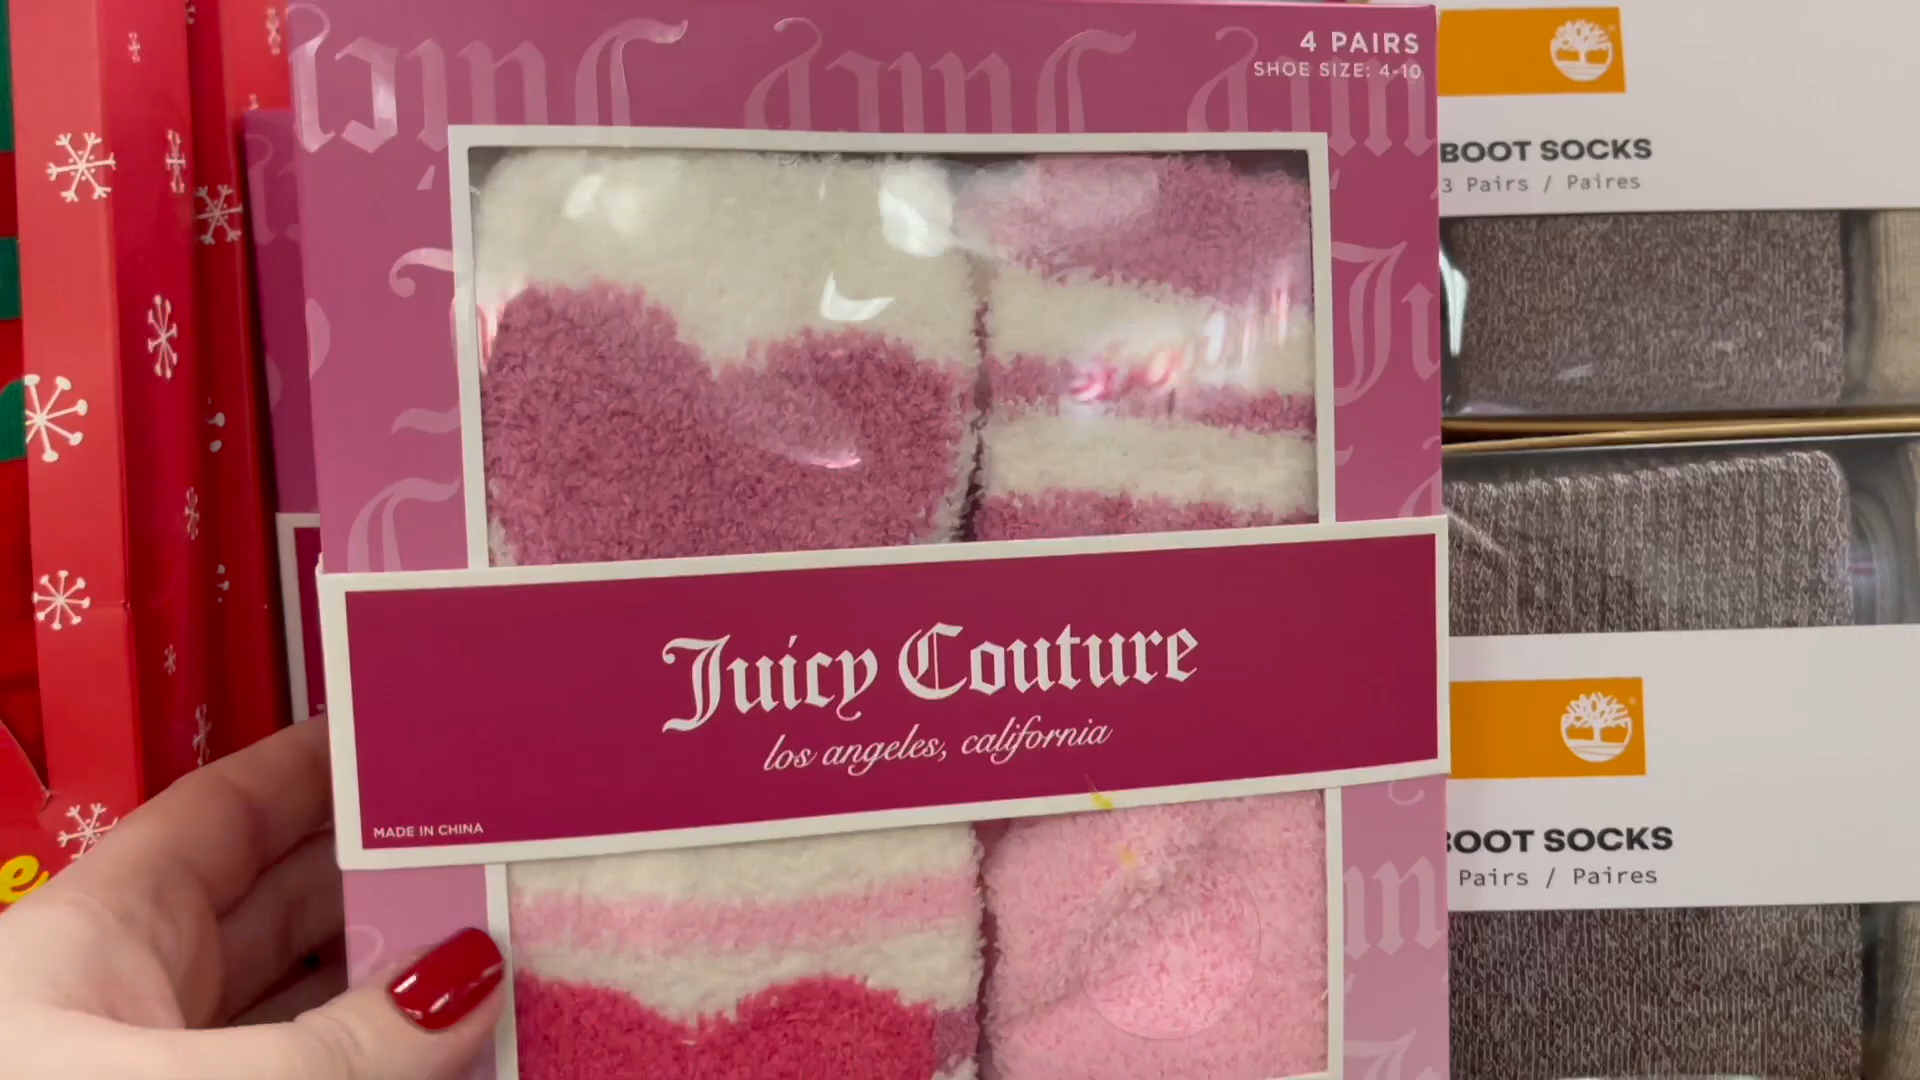 4 PAIRS
SHOE SIZE: 4-10
Juicy Couture
los angeles, california
MADE IN CHINA
BOOT SOCKS
3 Pairs / Paires
BOOT SOCKS
Pairs / Paires